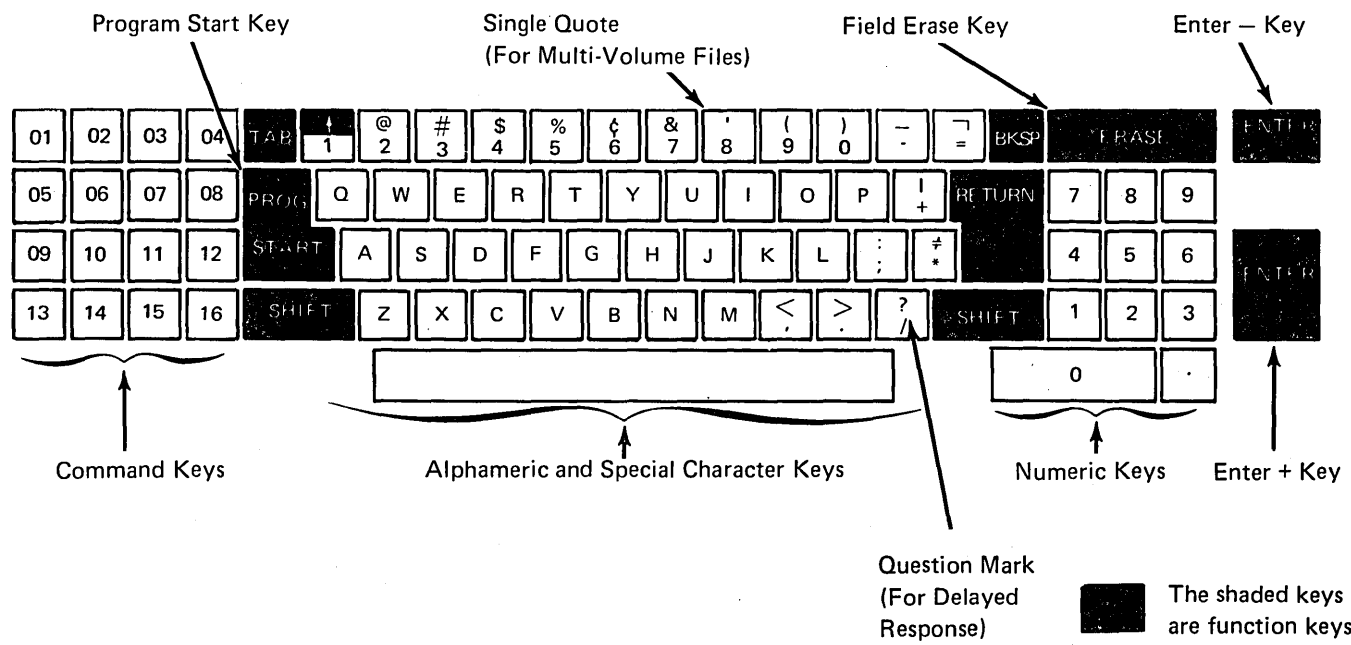 Program Start Key
Single Quote
(For Multi-Volume Files)
Field Erase Key
Enter — Key
01 02 03 04 TAB ↑ 1 @ 2 # 3 $ 4 % 5 ¢ 6 & 7 ' 8 ( 9 ) 0 — - ¬ = BKSP ERASE ENTER
05 06 07 08 PROG Q W E R T Y U I O P | + RETURN 7 8 9
09 10 11 12 START A S D F G H J K L : ; ≠ * 4 5 6 ENTER
13 14 15 16 SHIFT Z X C V B N M < , > . ? / SHIFT 1 2 3
0 .
Command Keys
Alphameric and Special Character Keys
Numeric Keys
Enter + Key
Question Mark
(For Delayed
Response)
The shaded keys
are function keys